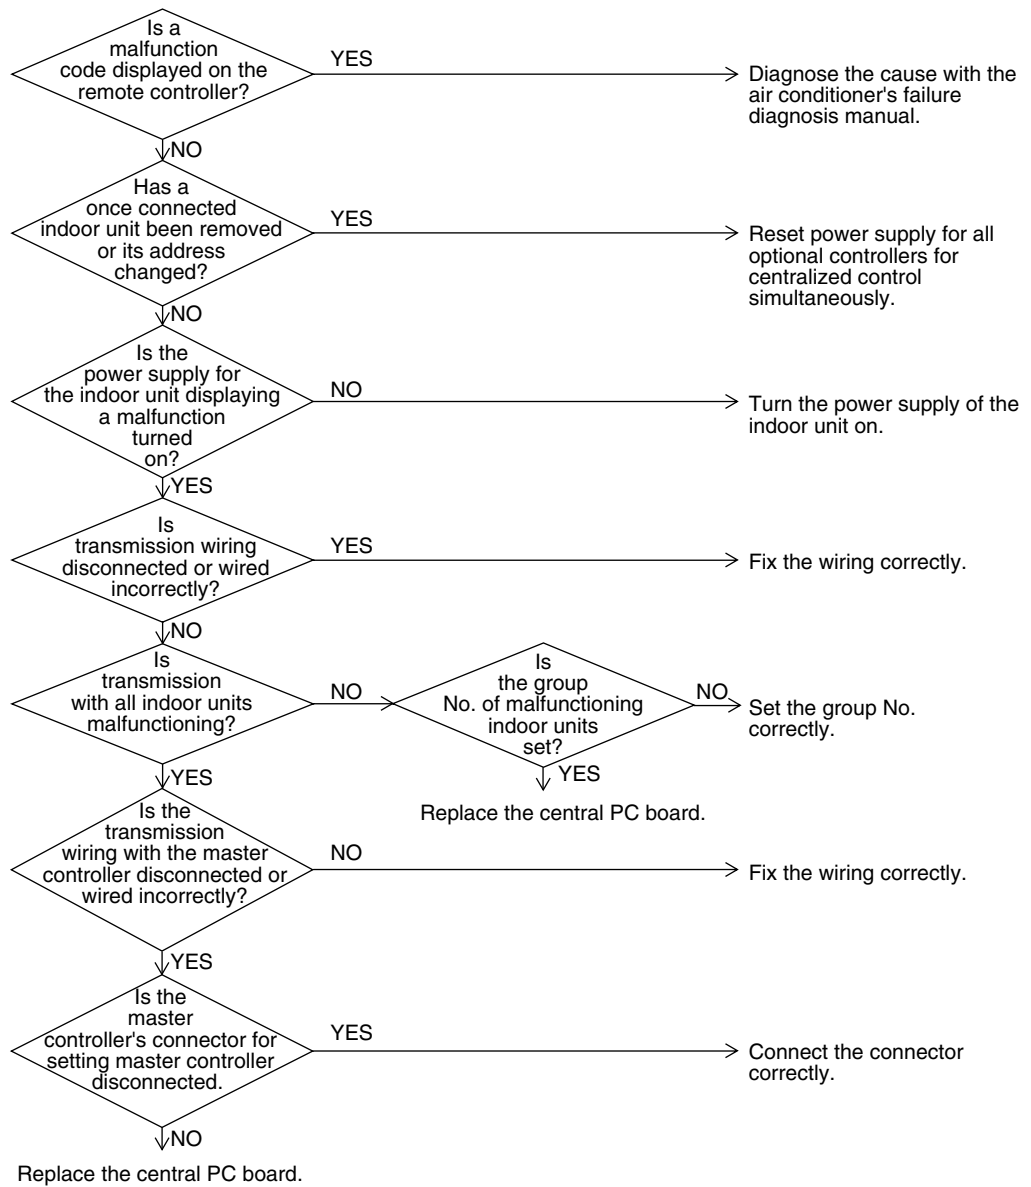 Is a
malfunction
code displayed on the
remote controller?
YES
Diagnose the cause with the
air conditioner's failure
diagnosis manual.
NO
Has a
once connected
indoor unit been removed
or its address
changed?
YES
Reset power supply for all
optional controllers for
centralized control
simultaneously.
NO
Is the
power supply for
the indoor unit displaying
a malfunction
turned
on?
NO
Turn the power supply of the
indoor unit on.
YES
Is
transmission wiring
disconnected or wired
incorrectly?
YES
Fix the wiring correctly.
NO
Is
transmission
with all indoor units
malfunctioning?
NO
Is
the group
No. of malfunctioning
indoor units
set?
NO
Set the group No.
correctly.
YES
Replace the central PC board.
YES
Is the
transmission
wiring with the master
controller disconnected or
wired incorrectly?
NO
Fix the wiring correctly.
YES
Is the
master
controller's connector for
setting master controller
disconnected.
YES
Connect the connector
correctly.
NO
Replace the central PC board.